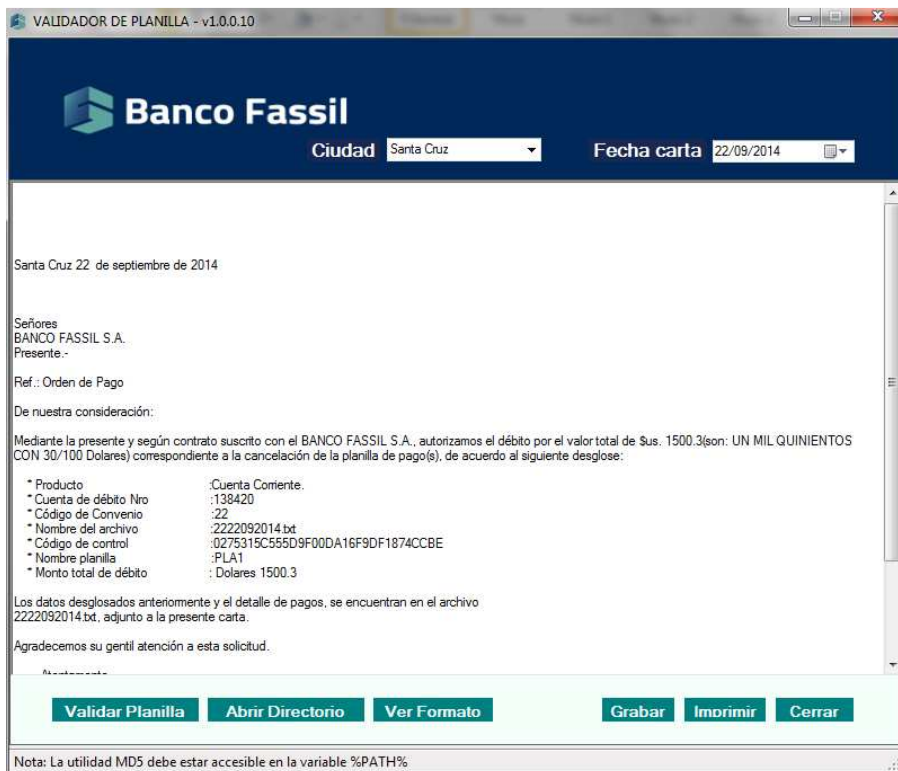 VALIDADOR DE PLANILLA - v1.0.0.10
Banco Fassil
Ciudad Santa Cruz Fecha carta 22/09/2014
Santa Cruz 22 de septiembre de 2014
Señores
BANCO FASSIL S.A.
Presente.-
Ref.: Orden de Pago
De nuestra consideración:
Mediante la presente y según contrato suscrito con el BANCO FASSIL S.A., autorizamos el débito por el valor total de $us. 1500.3(son: UN MIL QUINIENTOS
CON 30/100 Dolares) correspondiente a la cancelación de la planilla de pago(s), de acuerdo al siguiente desglose:
* Producto :Cuenta Corriente.
* Cuenta de débito Nro :138420
* Código de Convenio :22
* Nombre del archivo :2222092014.txt
* Código de control :0275315C555D9F00DA16F9DF1874CCBE
* Nombre planilla :PLA1
* Monto total de débito : Dolares 1500.3
Los datos desglosados anteriormente y el detalle de pagos, se encuentran en el archivo
2222092014.txt, adjunto a la presente carta.
Agradecemos su gentil atención a esta solicitud.
Validar Planilla Abrir Directorio Ver Formato Grabar Imprimir Cerrar
Nota: La utilidad MD5 debe estar accesible en la variable %PATH%